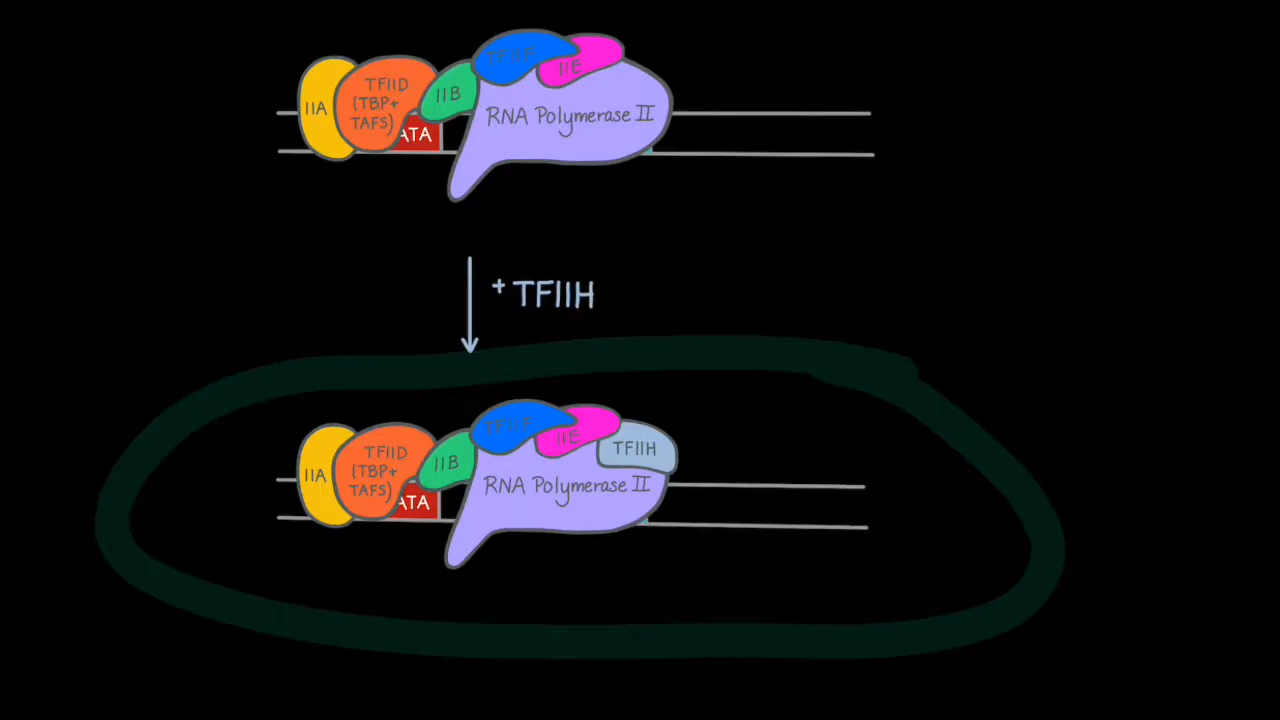 TFIIF
IIE
IIA
TFIID
(TBP+
TAFS)
IIB
RNA Polymerase II
ATA
+ TFIIH
TFIIF
IIE
TFIIH
IIA
TFIID
(TBP+
TAFS)
IIB
RNA Polymerase II
ATA